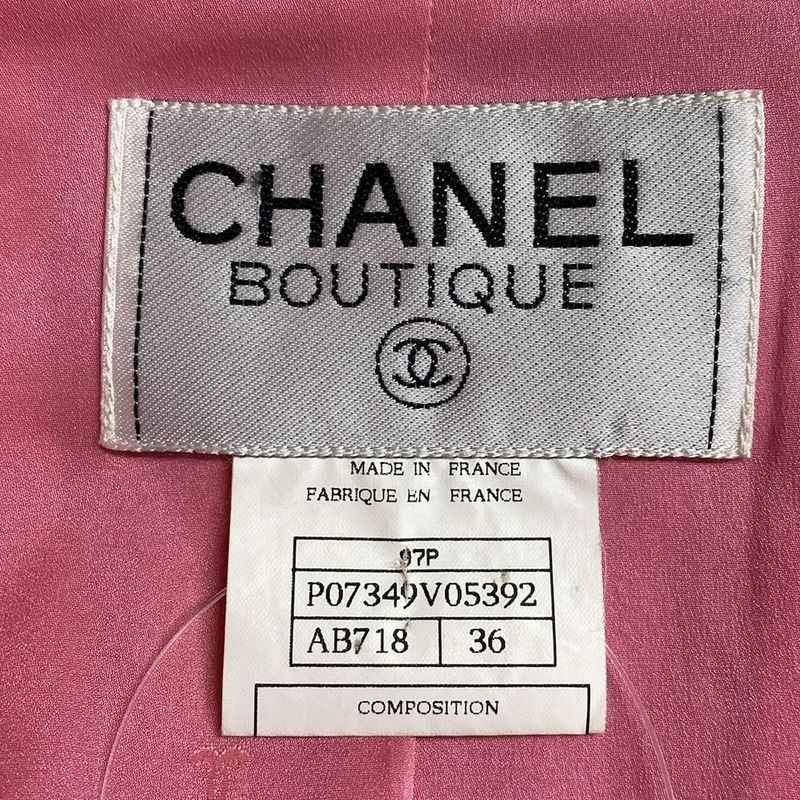 CHANEL
BOUTIQUE
MADE IN FRANCE
FABRIQUE EN FRANCE
97P
P07349V05392
AB718 36
COMPOSITION